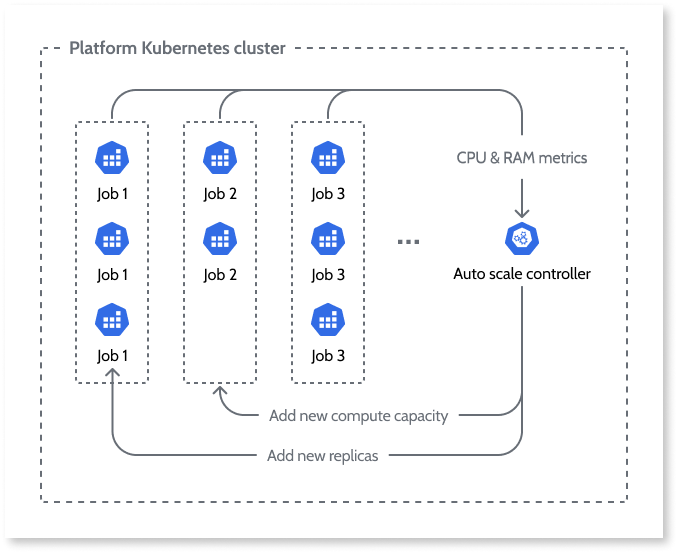 Platform Kubernetes cluster
CPU & RAM metrics
Job 1
Job 2
Job 3
Job 1
Job 2
Job 3
...
Auto scale controller
Job 1
Job 3
Add new compute capacity
Add new replicas